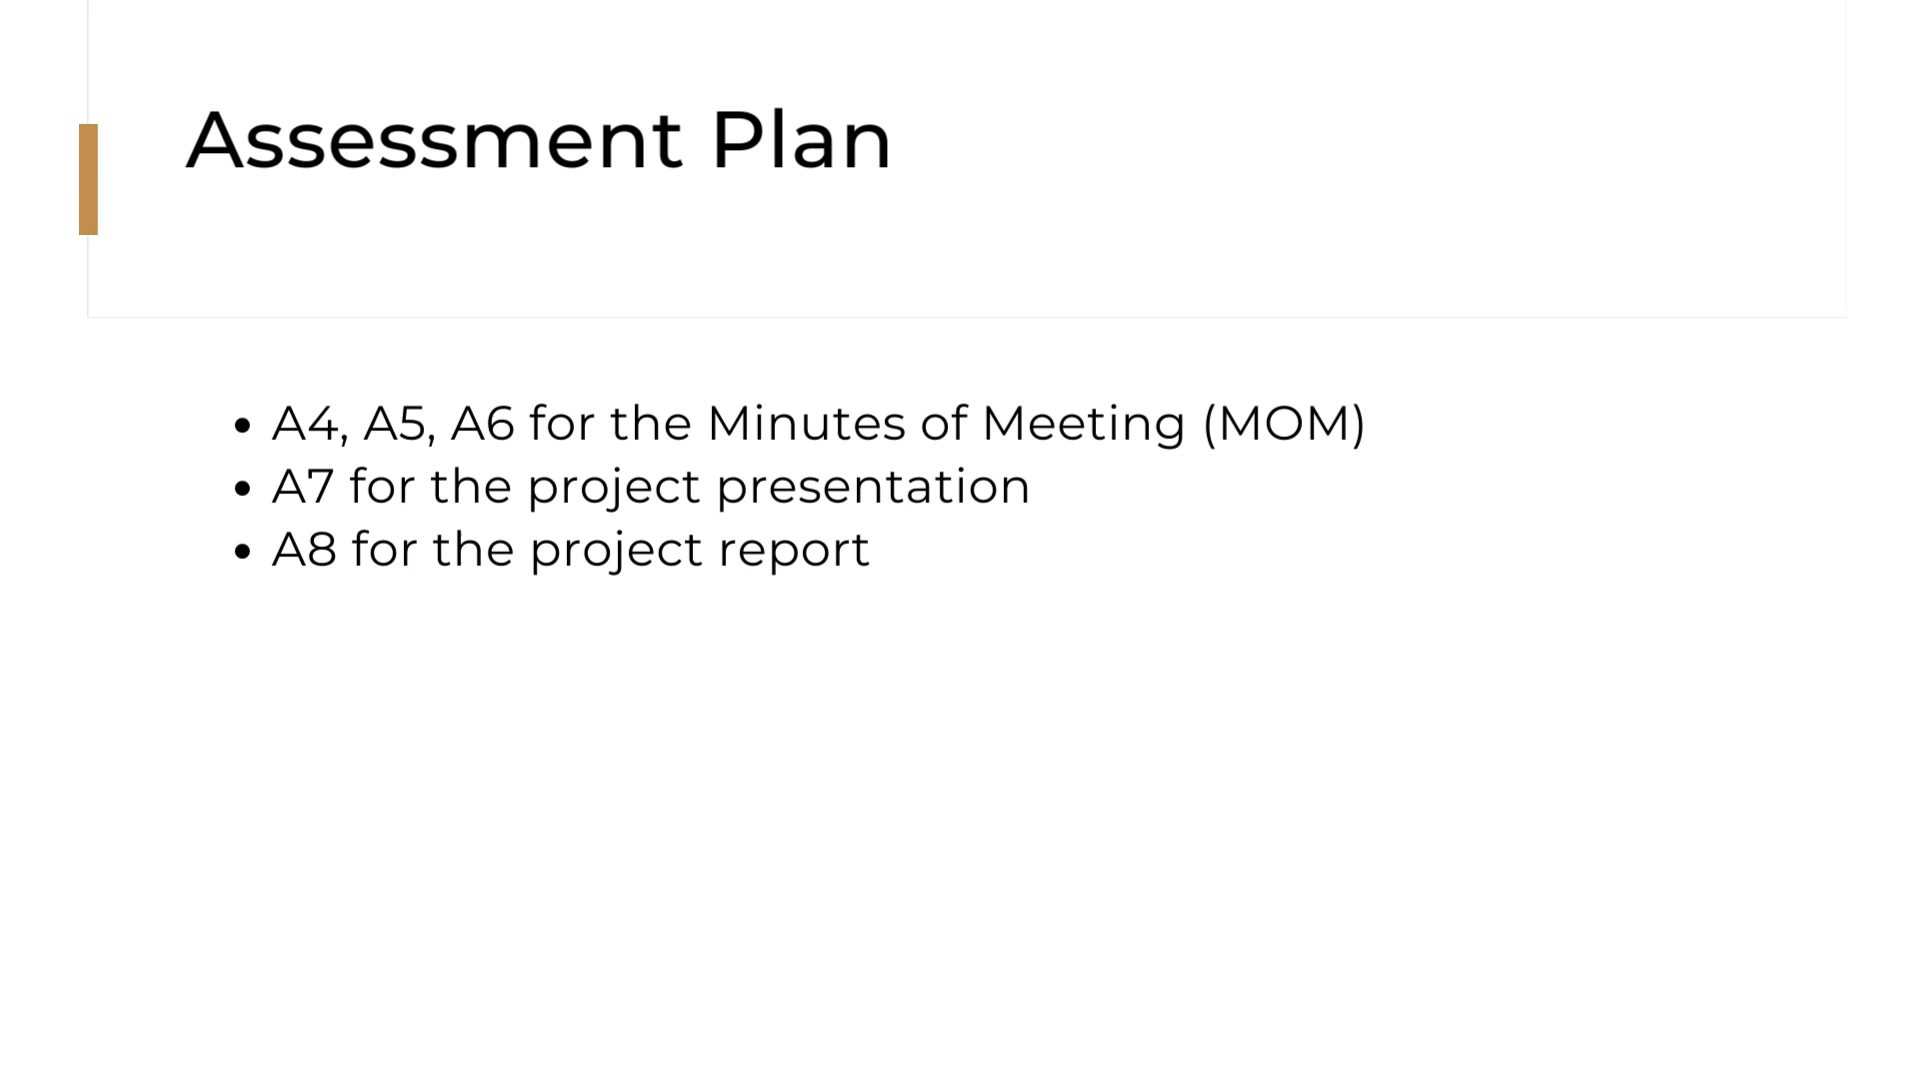 Assessment Plan
• A4, A5, A6 for the Minutes of Meeting (MOM)
• A7 for the project presentation
• A8 for the project report